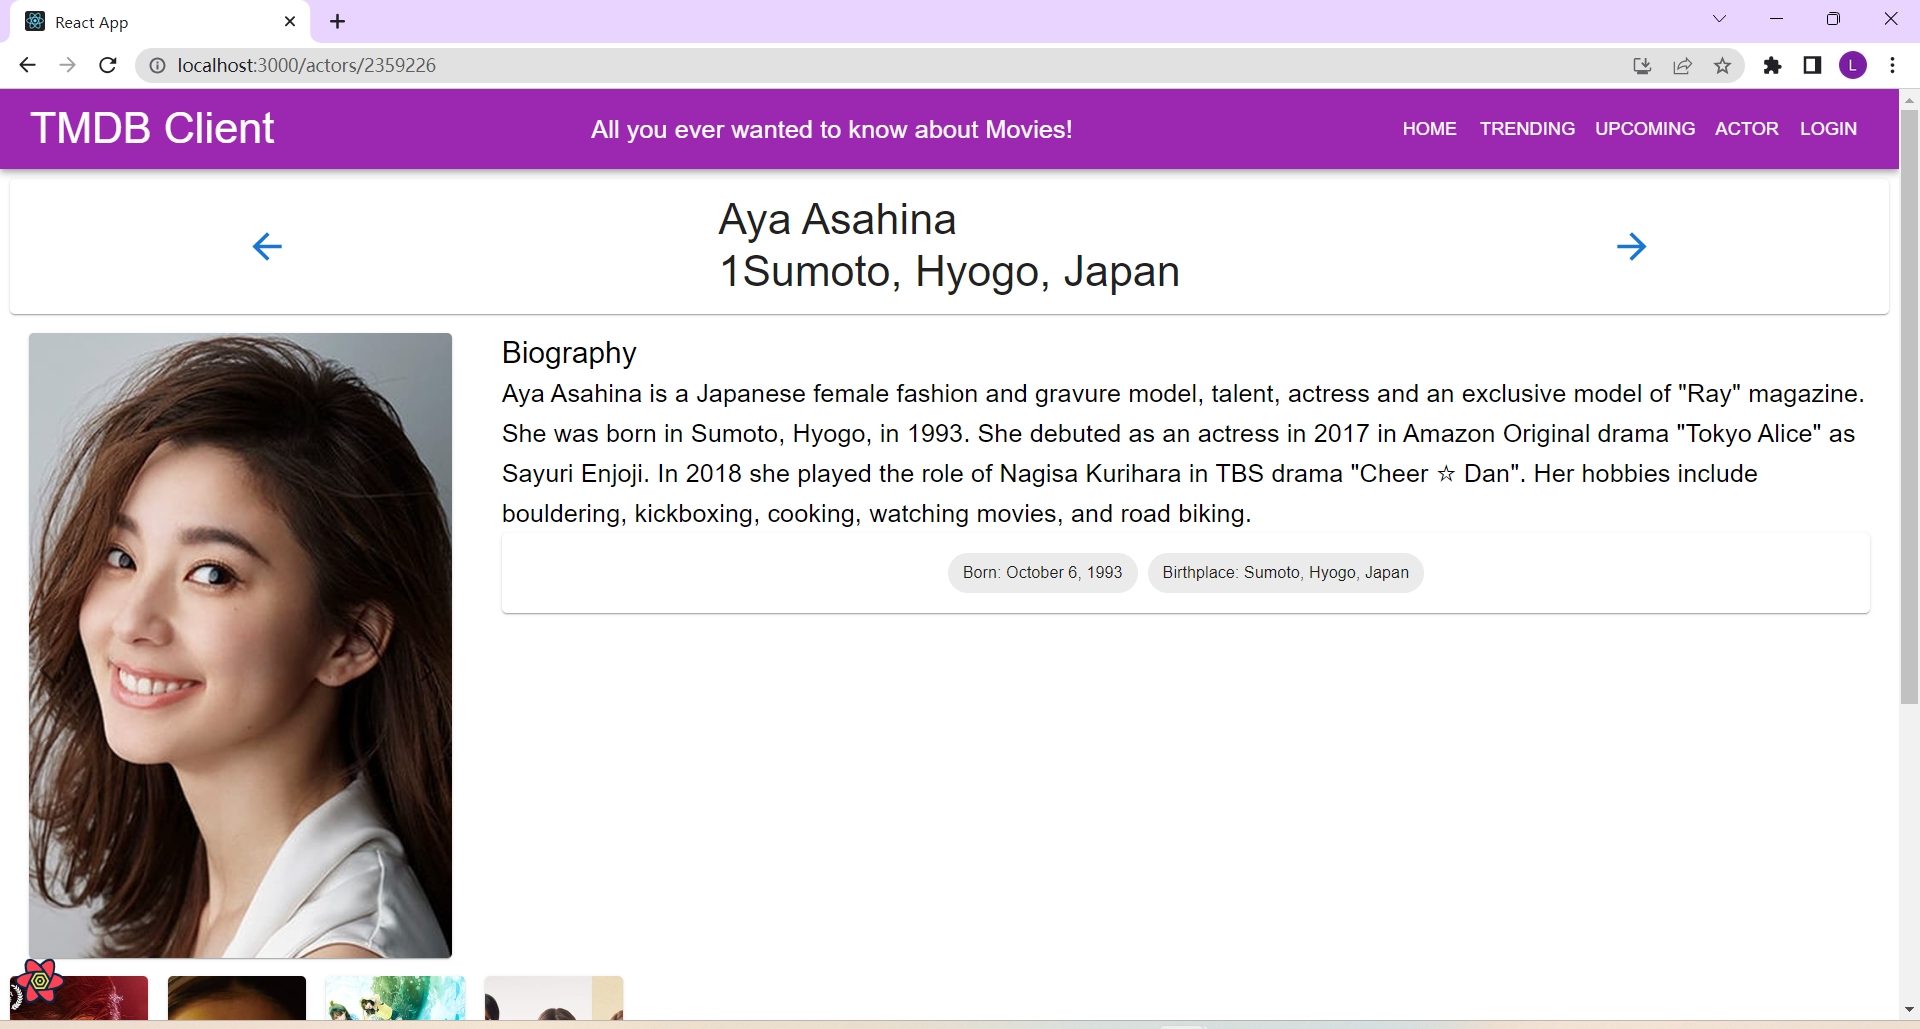 React App
localhost:3000/actors/2359226
L
TMDB Client
All you ever wanted to know about Movies!
HOME TRENDING UPCOMING ACTOR LOGIN
Aya Asahina
1Sumoto, Hyogo, Japan
Biography
Aya Asahina is a Japanese female fashion and gravure model, talent, actress and an exclusive model of "Ray" magazine.
She was born in Sumoto, Hyogo, in 1993. She debuted as an actress in 2017 in Amazon Original drama "Tokyo Alice" as
Sayuri Enjoji. In 2018 she played the role of Nagisa Kurihara in TBS drama "Cheer ☆ Dan". Her hobbies include
bouldering, kickboxing, cooking, watching movies, and road biking.
Born: October 6, 1993
Birthplace: Sumoto, Hyogo, Japan